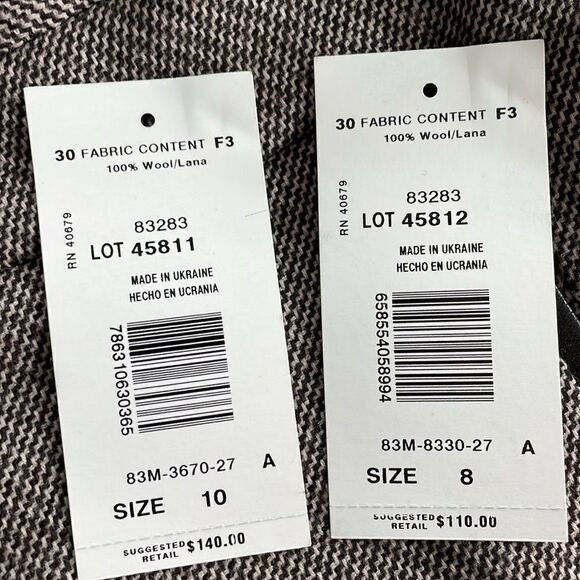 30 FABRIC CONTENT F3
100% Wool/Lana
RN 40679
83283
LOT 45811
MADE IN UKRAINE
HECHO EN UCRANIA
786310630365
83M-3670-27 A
SIZE 10
SUGGESTED
RETAIL $140.00
30 FABRIC CONTENT F3
100% Wool/Lana
RN 40679
83283
LOT 45812
MADE IN UKRAINE
HECHO EN UCRANIA
658554058994
83M-8330-27 A
SIZE 8
SUGGESTED
RETAIL $110.00